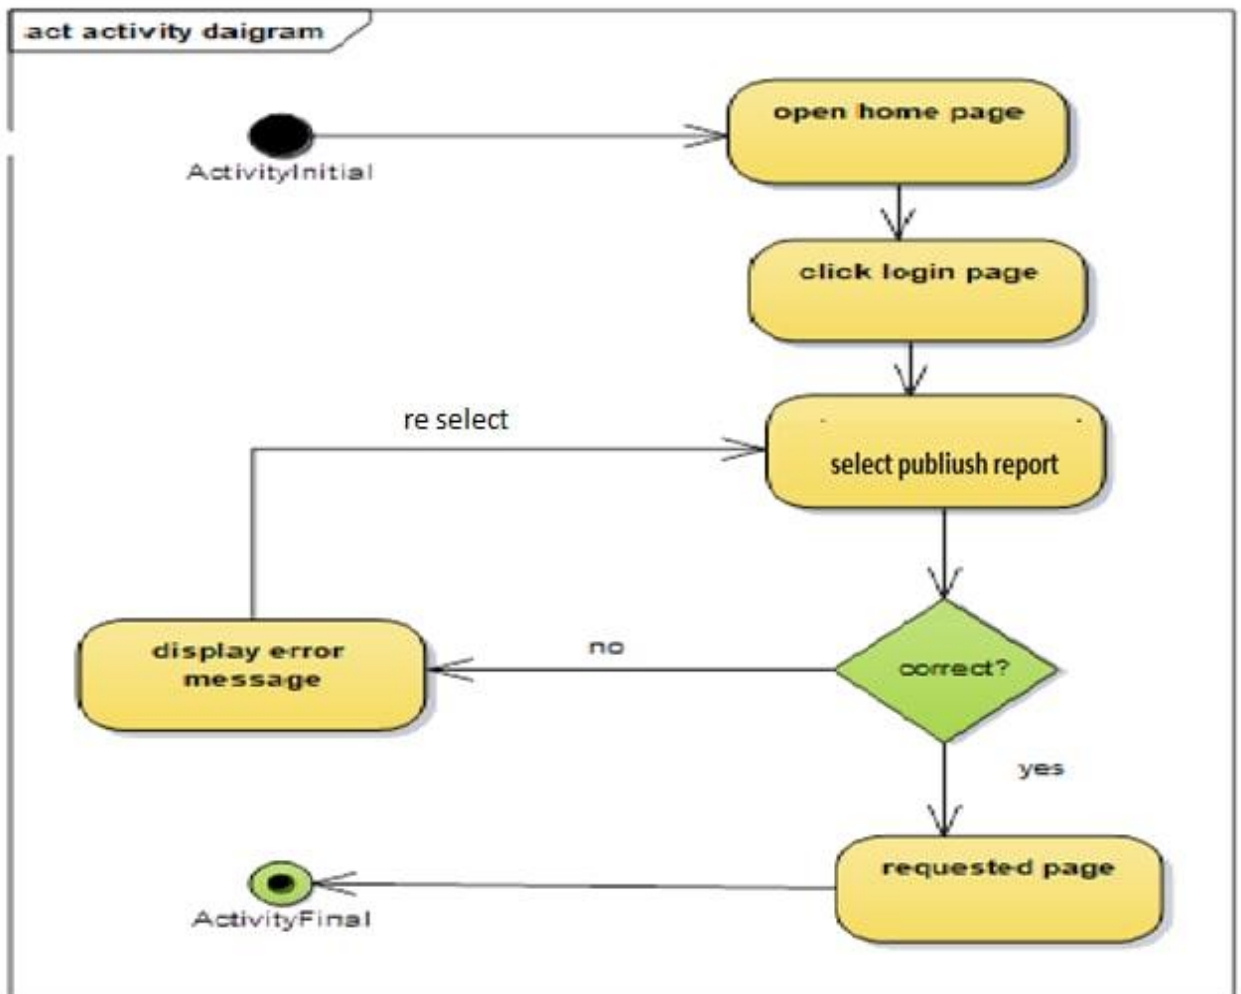 act activity daigram
open home page
ActivityInitial
click login page
re select
select publiush report
display error
message
no
correct?
yes
requested page
ActivityFinal